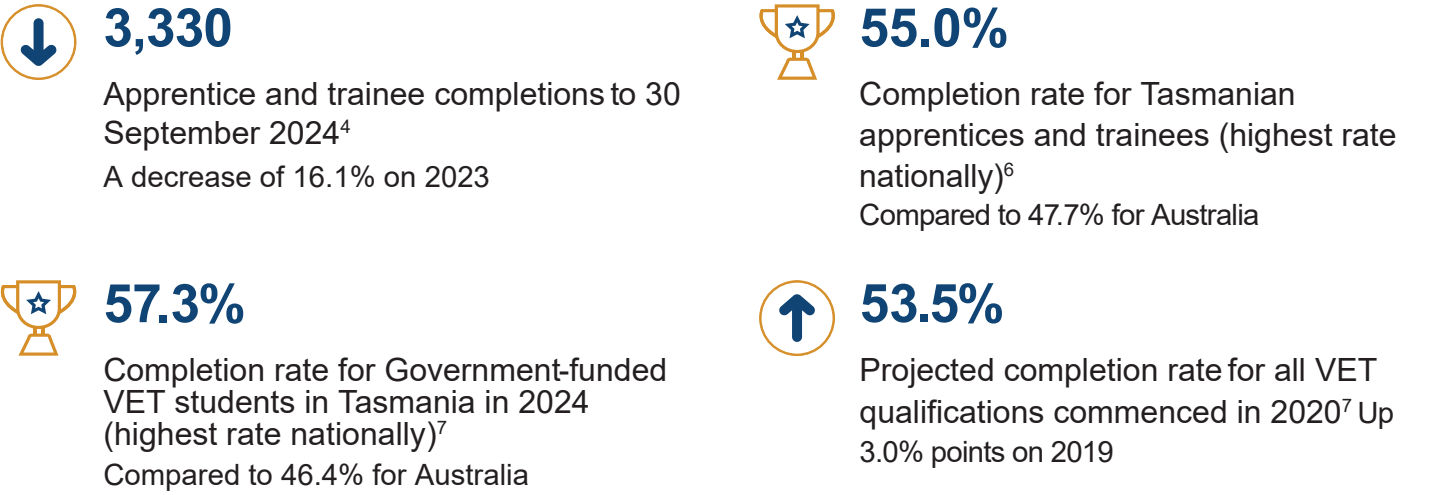 3,330
Apprentice and trainee completions to 30
September 2024⁴
A decrease of 16.1% on 2023
55.0%
Completion rate for Tasmanian
apprentices and trainees (highest rate
nationally)⁶
Compared to 47.7% for Australia
57.3%
Completion rate for Government-funded
VET students in Tasmania in 2024
(highest rate nationally)⁷
Compared to 46.4% for Australia
53.5%
Projected completion rate for all VET
qualifications commenced in 2020⁷ Up
3.0% points on 2019